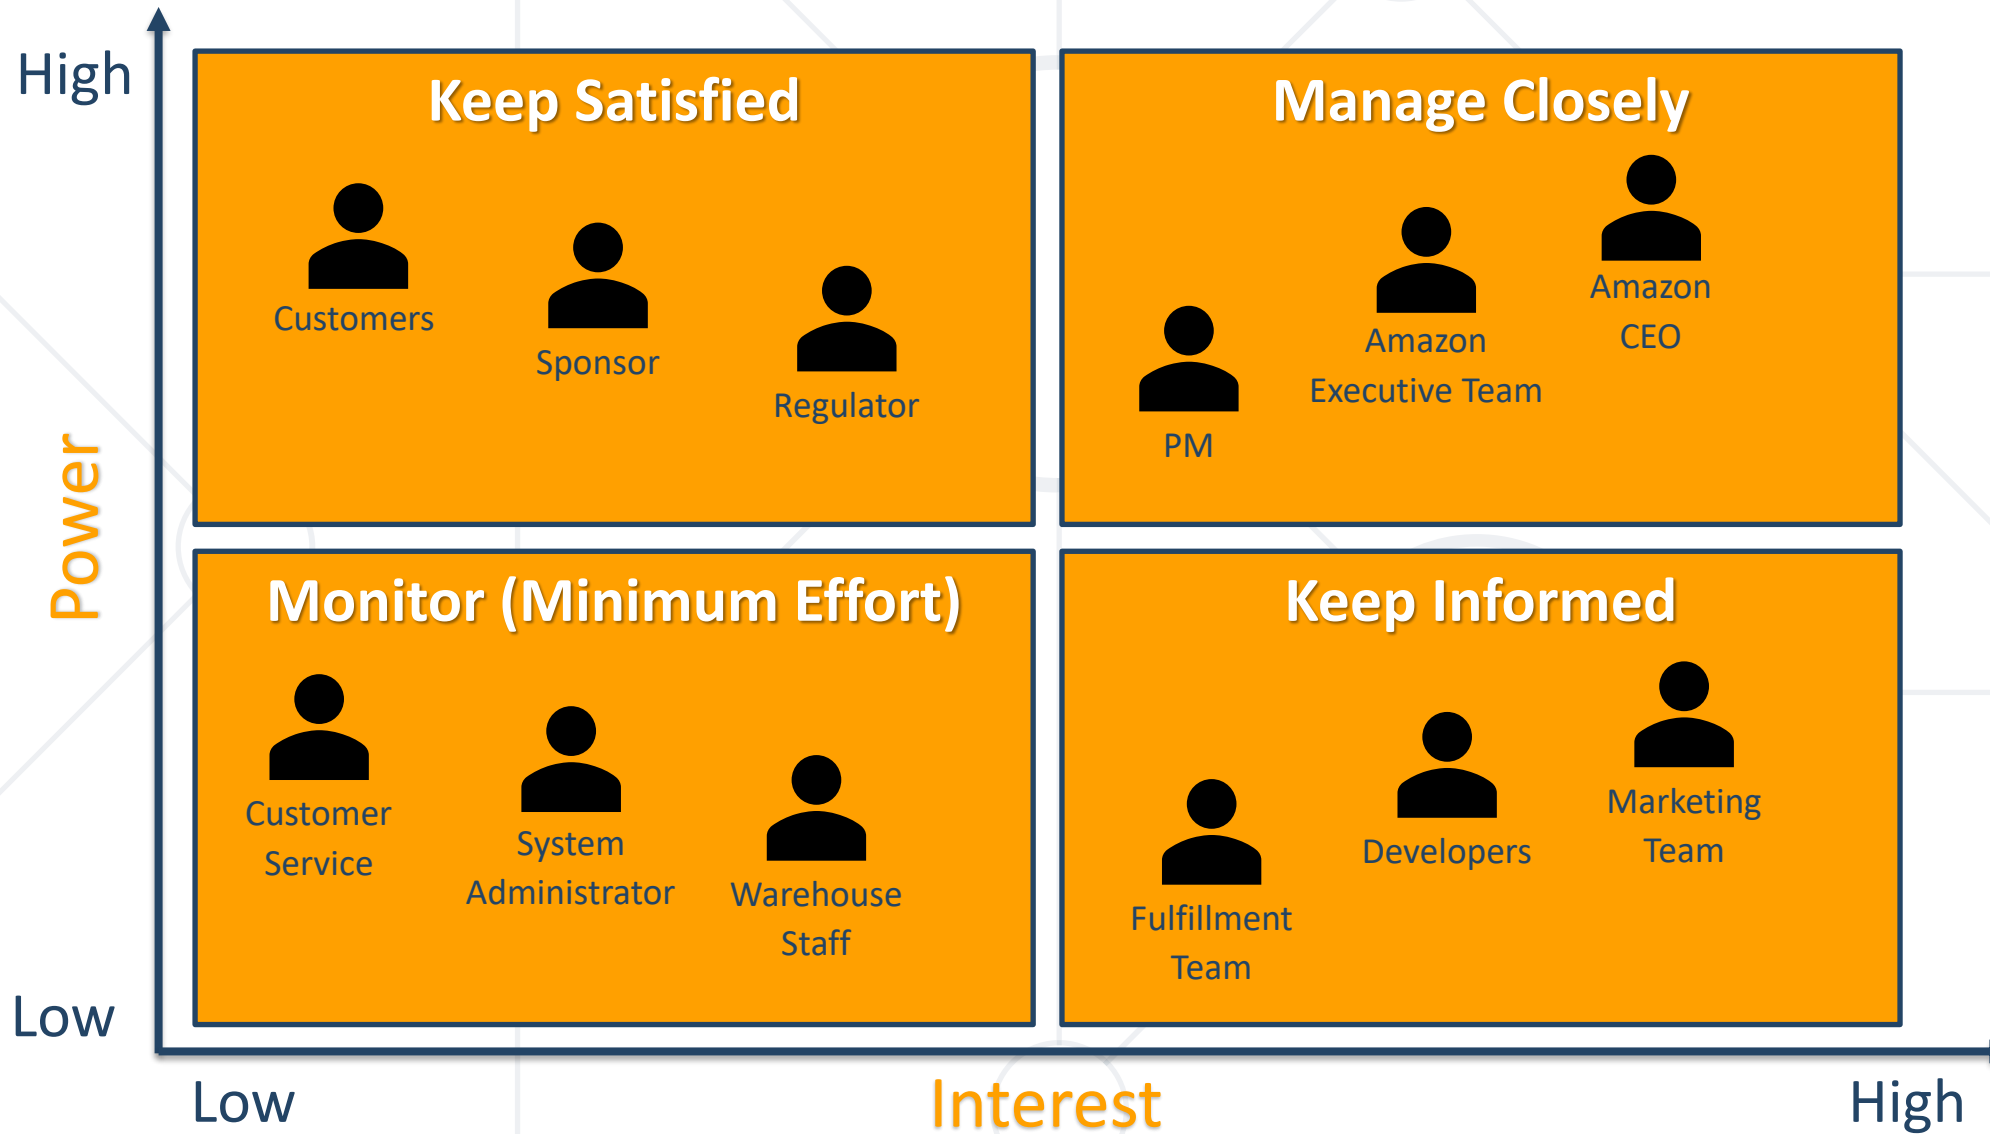 High
Keep Satisfied
Manage Closely
Customers
Sponsor
Regulator
PM
Amazon
Executive Team
Amazon
CEO
Power
Monitor (Minimum Effort)
Keep Informed
Customer
Service
System
Administrator
Warehouse
Staff
Fulfillment
Team
Developers
Marketing
Team
Low
Low
Interest
High